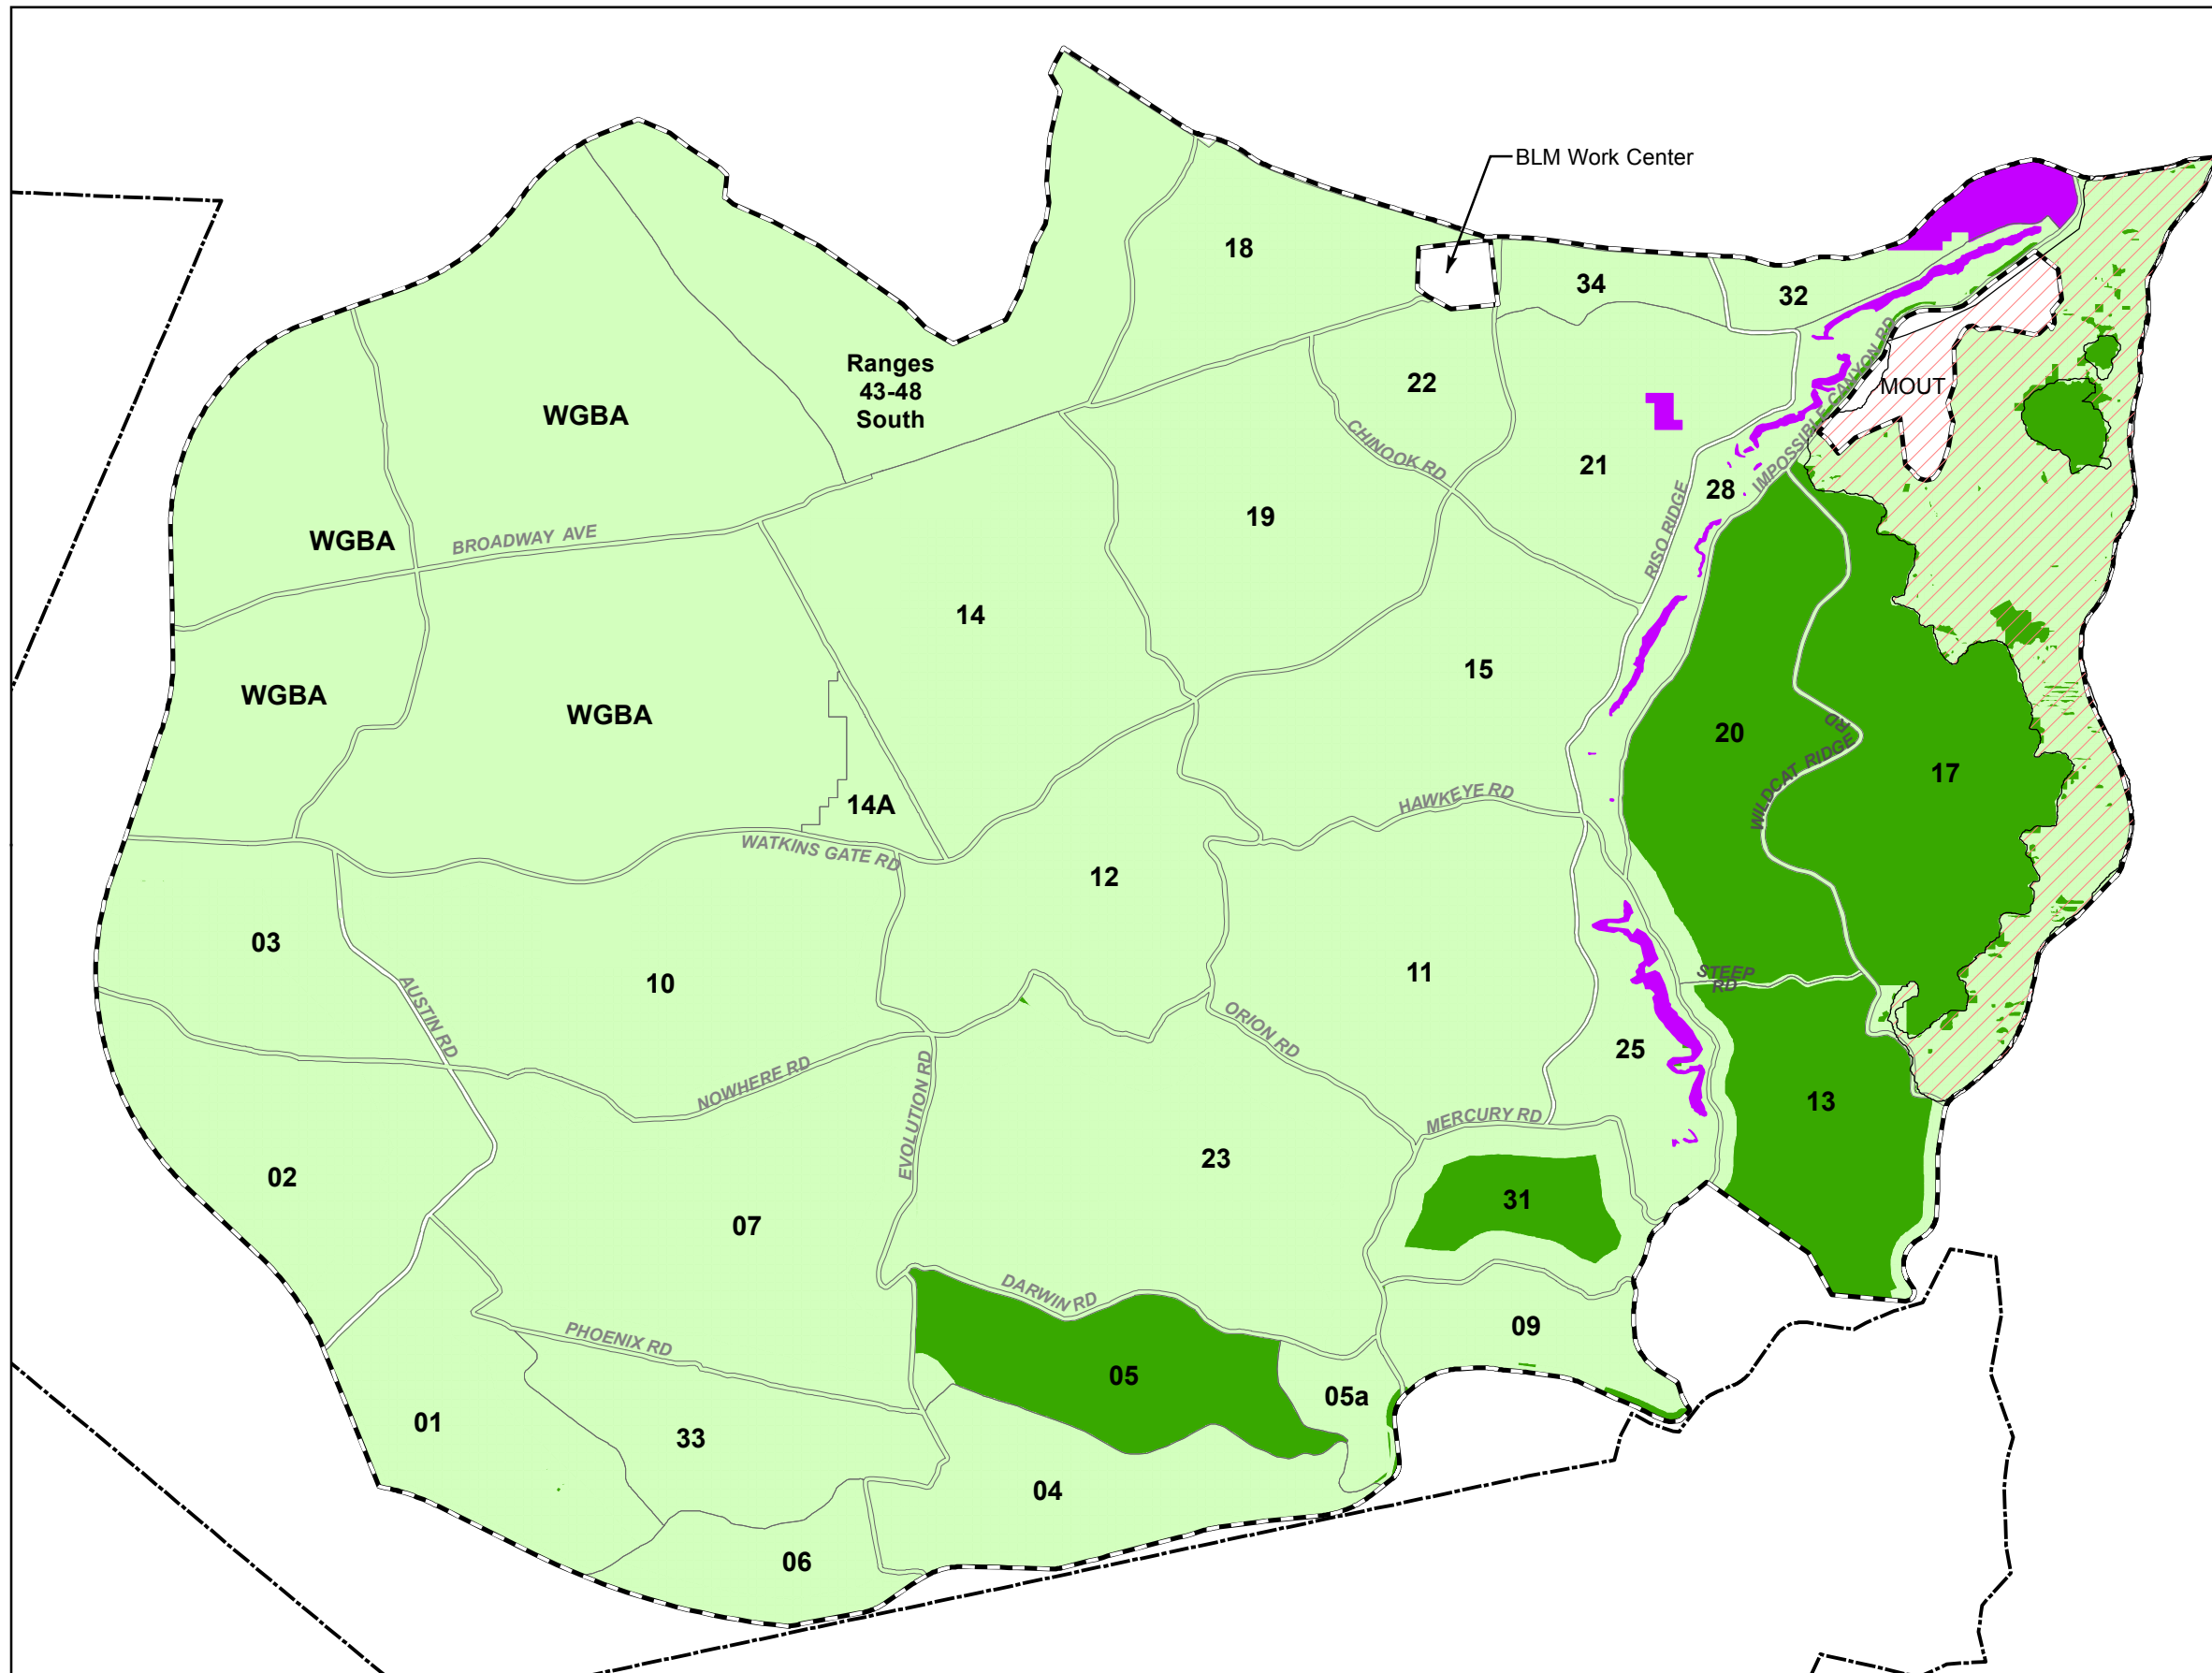 BLM Work Center
18
34
32
Ranges
43-48
South
WGBA
22
MOUT
CHINOOK RD
IMPOSSIBLE CANYON RD
21
28
RISO RIDGE
WGBA
BROADWAY AVE
19
14
15
WGBA
WGBA
20
WILDCAT RIDGE
RD
17
14A
HAWKEYE RD
WATKINS GATE RD
12
03
10
11
STEEP
RD
AUSTIN RD
ORION RD
25
NOWHERE RD
EVOLUTION RD
MERCURY RD
13
02
23
31
07
DARWIN RD
PHOENIX RD
09
05
05a
01
33
04
06